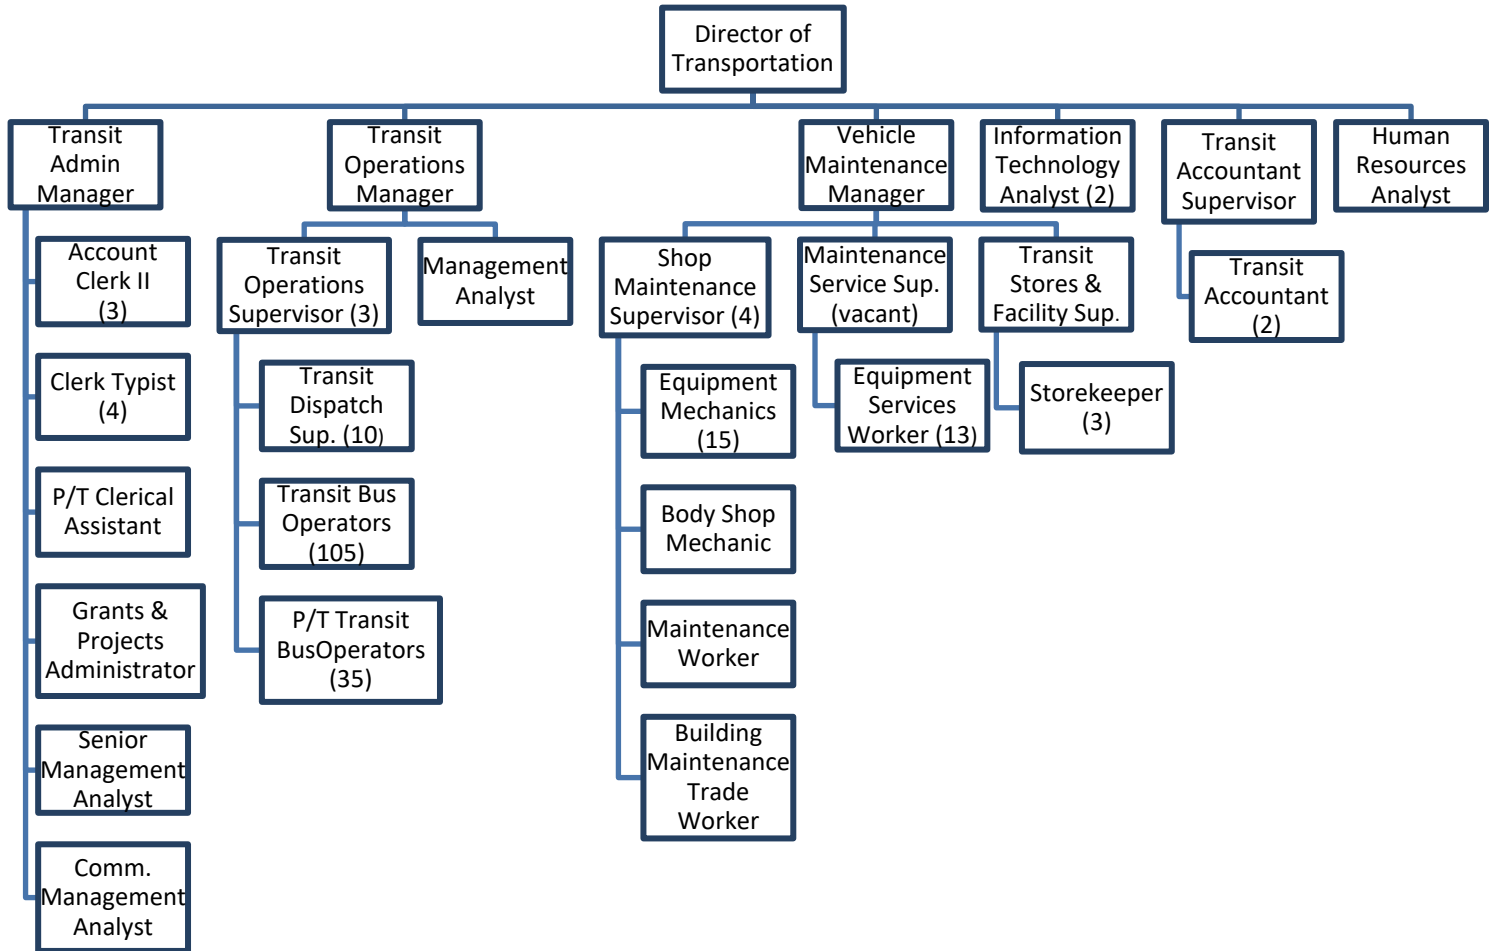 Director of
Transportation
Transit
Admin
Manager
Transit
Operations
Manager
Vehicle
Maintenance
Manager
Information
Technology
Analyst (2)
Transit
Accountant
Supervisor
Human
Resources
Analyst
Account
Clerk II
(3)
Clerk Typist
(4)
P/T Clerical
Assistant
Grants &
Projects
Administrator
Senior
Management
Analyst
Comm.
Management
Analyst
Transit
Operations
Supervisor (3)
Management
Analyst
Transit
Dispatch
Sup. (10)
Transit Bus
Operators
(105)
P/T Transit
BusOperators
(35)
Shop
Maintenance
Supervisor (4)
Maintenance
Service Sup.
(vacant)
Transit
Stores &
Facility Sup.
Equipment
Mechanics
(15)
Body Shop
Mechanic
Maintenance
Worker
Building
Maintenance
Trade
Worker
Equipment
Services
Worker (13)
Storekeeper
(3)
Transit
Accountant
(2)